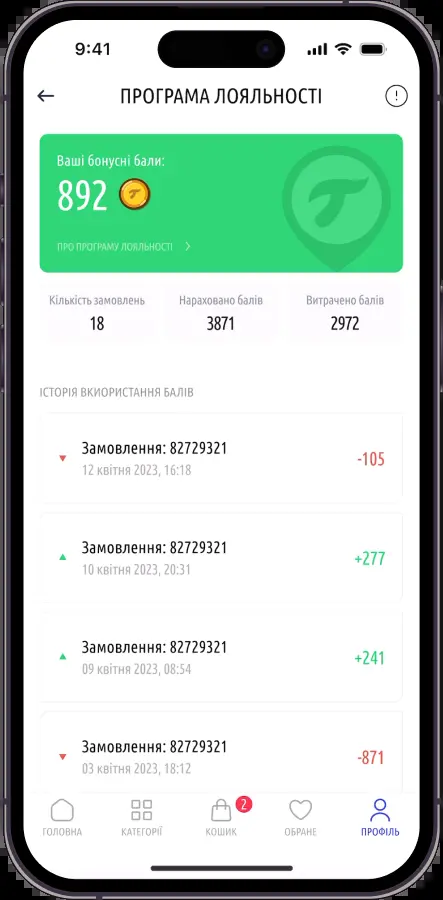 9:41
ПРОГРАМА ЛОЯЛЬНОСТІ
Ваші бонусні бали:
892
ПРО ПРОГРАМУ ЛОЯЛЬНОСТІ
Кількість замовлень
Нараховано балів
Витрачено балів
18
3871
2972
ІСТОРІЯ ВКИОРИСТАННЯ БАЛІВ
Замовлення: 82729321
12 квітня 2023, 16:18
-105
Замовлення: 82729321
10 квітня 2023, 20:31
+277
Замовлення: 82729321
09 квітня 2023, 08:54
+241
Замовлення: 82729321
03 квітня 2023, 18:12
-871
2
ГОЛОВНА
КАТЕГОРІЇ
КОШИК
ОБРАНЕ
ПРОФІЛЬ